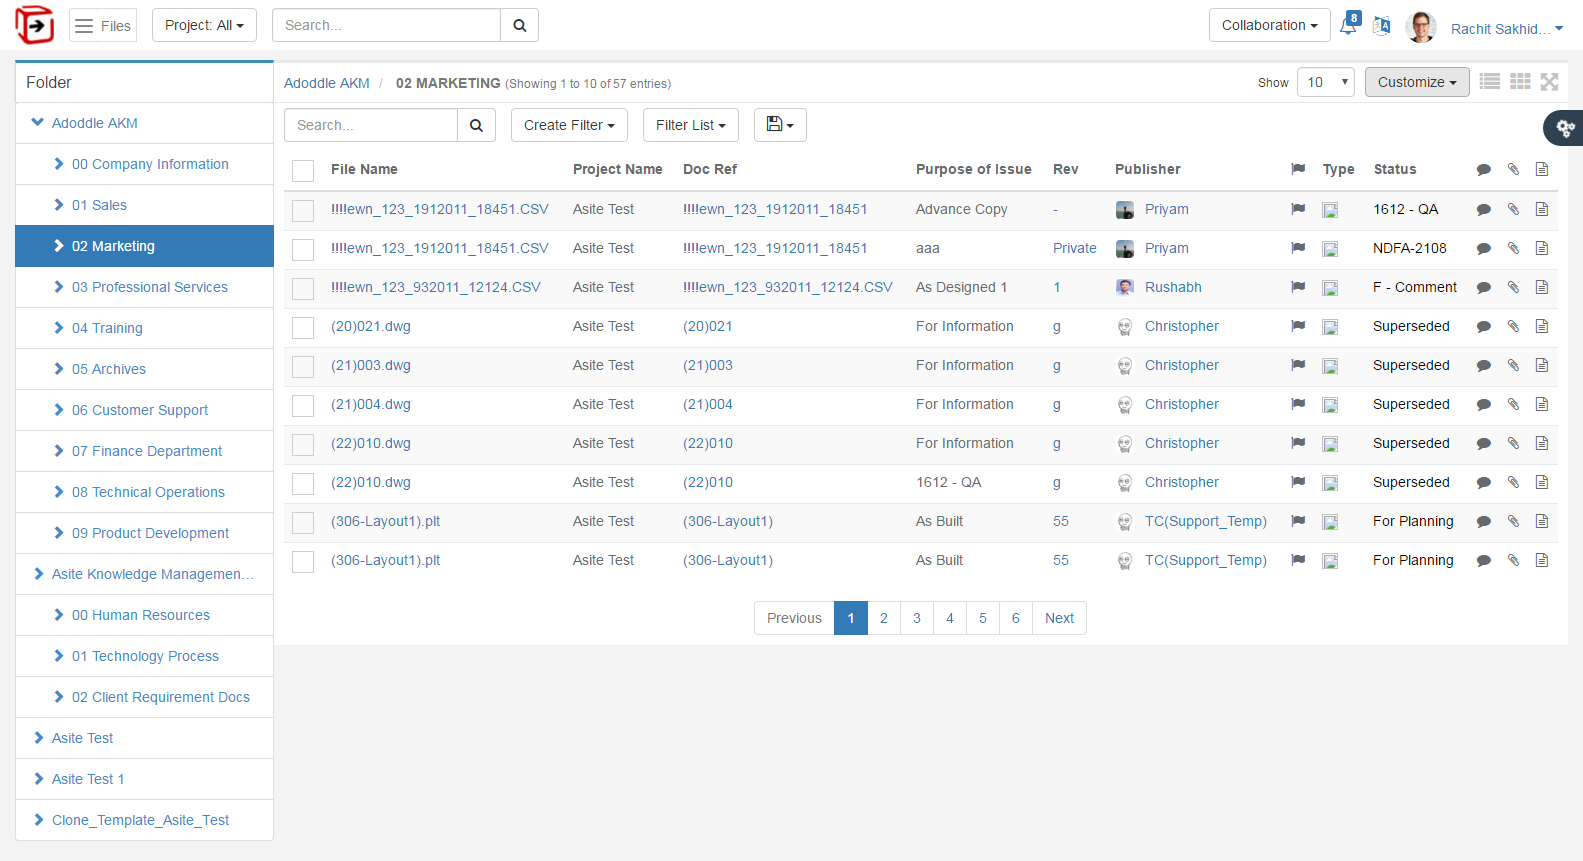 Files Project: All Search... Collaboration 8 Rachit Sakhid...
Folder
Adoddle AKM
00 Company Information
01 Sales
02 Marketing
03 Professional Services
04 Training
05 Archives
06 Customer Support
07 Finance Department
08 Technical Operations
09 Product Development
Asite Knowledge Managemen...
00 Human Resources
01 Technology Process
02 Client Requirement Docs
Asite Test
Asite Test 1
Clone_Template_Asite_Test
Adoddle AKM / 02 MARKETING (Showing 1 to 10 of 57 entries) Show 10 Customize
Search... Create Filter Filter List
File Name Project Name Doc Ref Purpose of Issue Rev Publisher Type Status
!!!!ewn_123_1912011_18451.CSV Asite Test !!!!ewn_123_1912011_18451 Advance Copy - Priyam 1612 - QA
!!!!ewn_123_1912011_18451.CSV Asite Test !!!!ewn_123_1912011_18451 aaa Private Priyam NDFA-2108
!!!!ewn_123_932011_12124.CSV Asite Test !!!!ewn_123_932011_12124.CSV As Designed 1 1 Rushabh F - Comment
(20)021.dwg Asite Test (20)021 For Information g Christopher Superseded
(21)003.dwg Asite Test (21)003 For Information g Christopher Superseded
(21)004.dwg Asite Test (21)004 For Information g Christopher Superseded
(22)010.dwg Asite Test (22)010 For Information g Christopher Superseded
(22)010.dwg Asite Test (22)010 1612 - QA g Christopher Superseded
(306-Layout1).plt Asite Test (306-Layout1) As Built 55 TC(Support_Temp) For Planning
(306-Layout1).plt Asite Test (306-Layout1) As Built 55 TC(Support_Temp) For Planning
Previous 1 2 3 4 5 6 Next